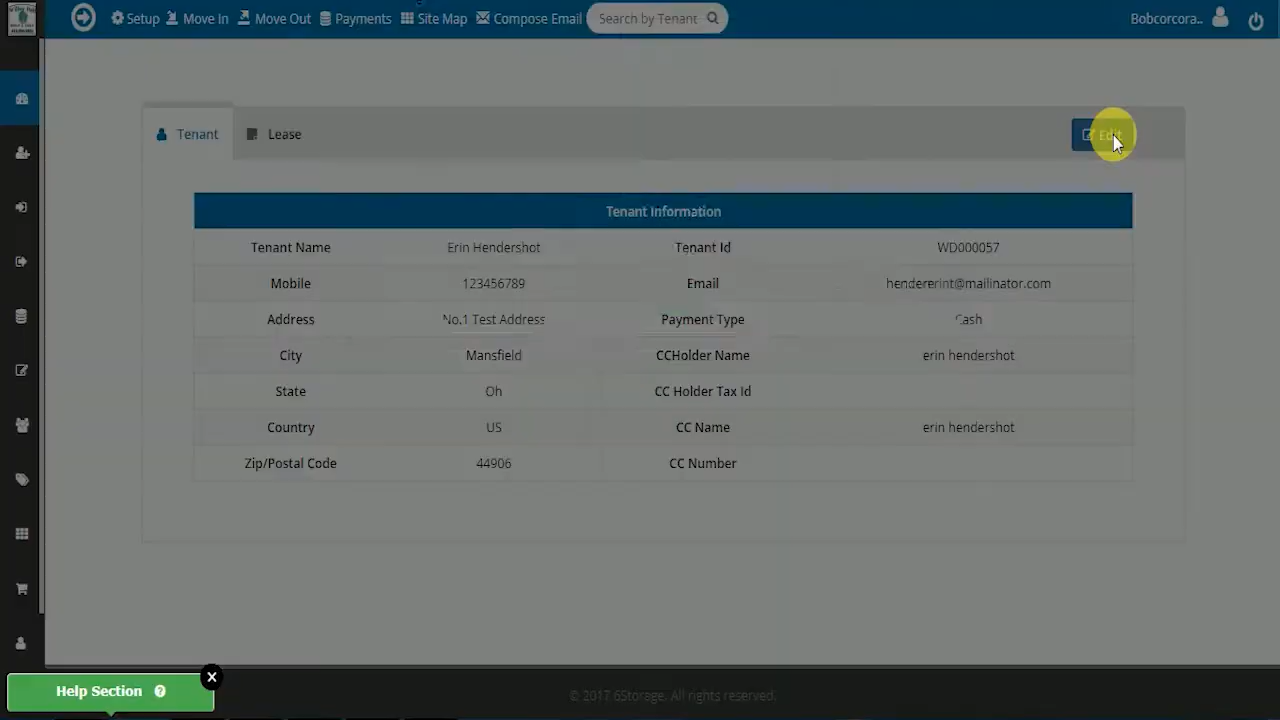 Setup Move In Move Out Payments Site Map Compose Email Search by Tenant Bobcorcora..
Tenant Lease Edit
Tenant Information
Tenant Name Erin Hendershot Tenant Id WD000057
Mobile 123456789 Email hendererint@mailinator.com
Address No.1 Test Address Payment Type Cash
City Mansfield CCHolder Name erin hendershot
State Oh CC Holder Tax Id
Country US CC Name erin hendershot
Zip/Postal Code 44906 CC Number
Help Section ?
© 2017 6Storage. All rights reserved.